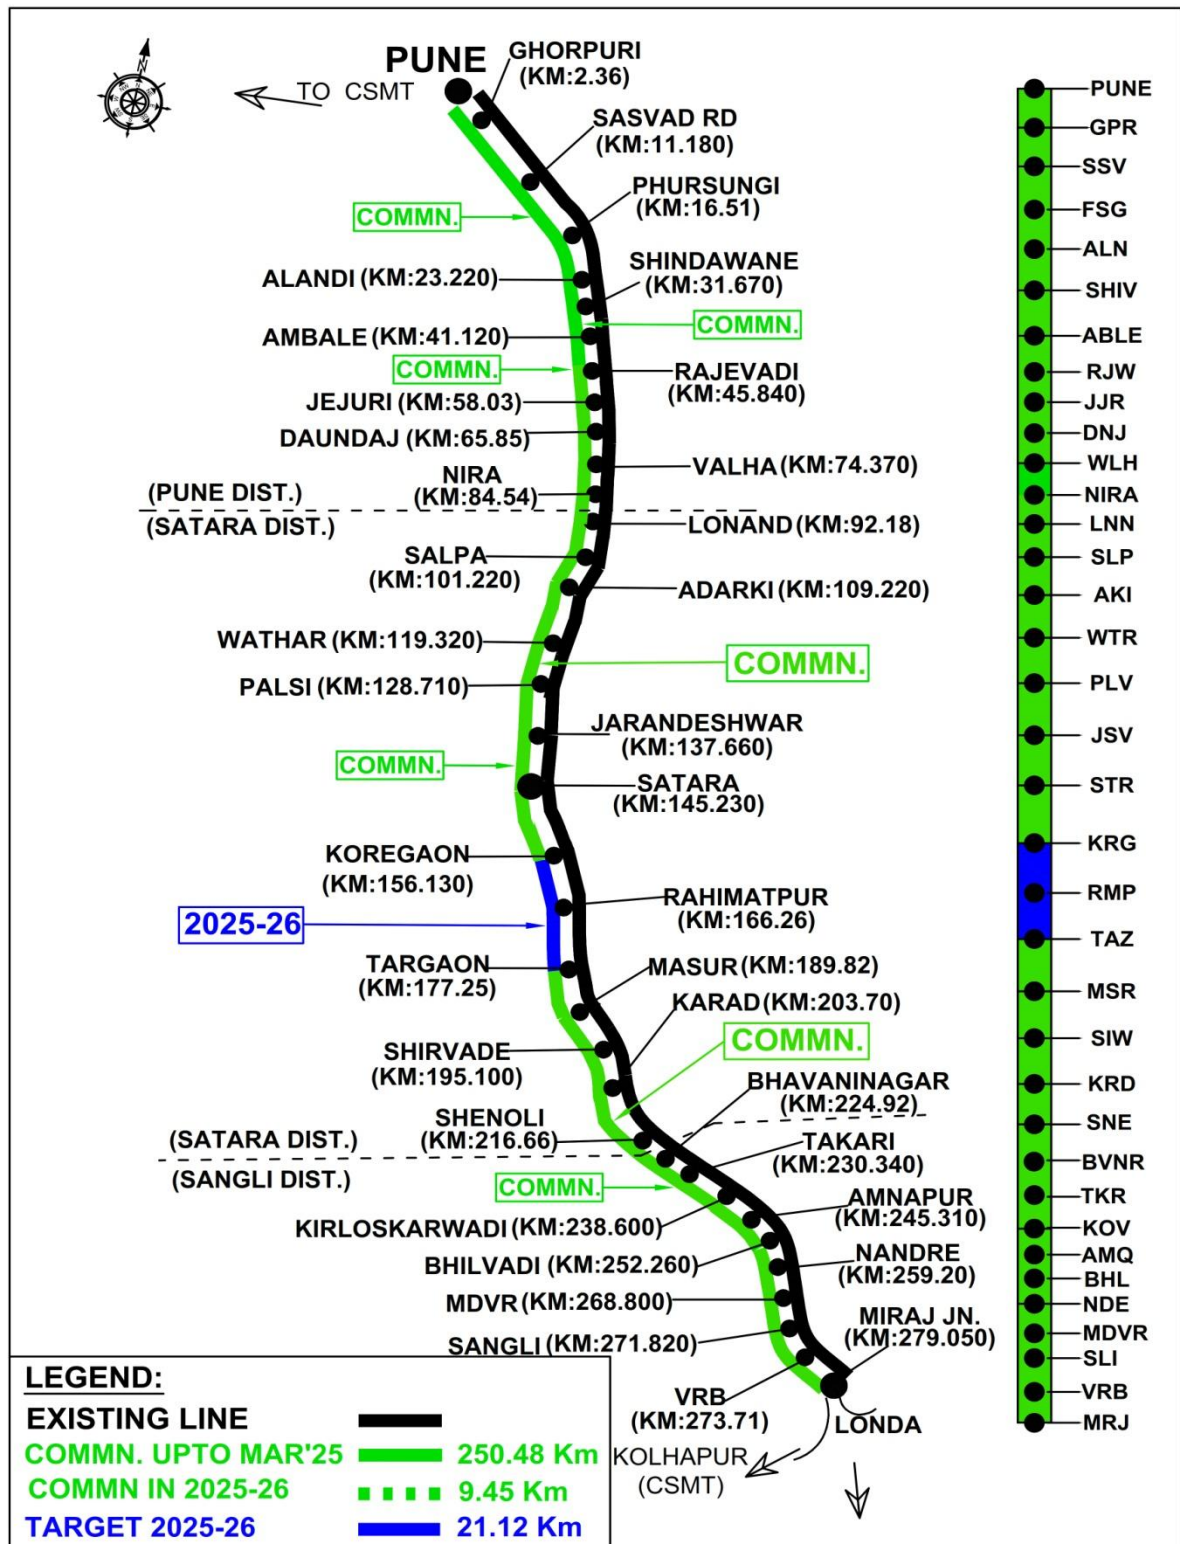 PUNE
GHORPURI
(KM:2.36)
N
TO CSMT
SASVAD RD
(KM:11.180)
PHURSUNGI
(KM:16.51)
COMMN.
ALANDI (KM:23.220)
SHINDAWANE
(KM:31.670)
COMMN.
AMBALE (KM:41.120)
COMMN.
RAJEVADI
(KM:45.840)
JEJURI (KM:58.03)
DAUNDAJ (KM:65.85)
VALHA (KM:74.370)
NIRA
(KM:84.54)
(PUNE DIST.)
(SATARA DIST.)
LONAND (KM:92.18)
SALPA
(KM:101.220)
ADARKI (KM:109.220)
WATHAR (KM:119.320)
COMMN.
PALSI (KM:128.710)
JARANDESHWAR
(KM:137.660)
COMMN.
SATARA
(KM:145.230)
KOREGAON
(KM:156.130)
RAHIMATPUR
(KM:166.26)
2025-26
TARGAON
(KM:177.25)
MASUR (KM:189.82)
KARAD (KM:203.70)
SHIRVADE
(KM:195.100)
COMMN.
BHAVANINAGAR
(KM:224.92)
SHENOLI
(KM:216.66)
(SATARA DIST.)
(SANGLI DIST.)
TAKARI
(KM:230.340)
COMMN.
KIRLOSKARWADI (KM:238.600)
AMNAPUR
(KM:245.310)
BHILVADI (KM:252.260)
NANDRE
(KM:259.20)
MDVR (KM:268.800)
SANGLI (KM:271.820)
MIRAJ JN.
(KM:279.050)
VRB
(KM:273.71)
LONDA
KOLHAPUR
(CSMT)
PUNE
GPR
SSV
FSG
ALN
SHIV
ABLE
RJW
JJR
DNJ
WLH
NIRA
LNN
SLP
AKI
WTR
PLV
JSV
STR
KRG
RMP
TAZ
MSR
SIW
KRD
SNE
BVNR
TKR
KOV
AMQ
BHL
NDE
MDVR
SLI
VRB
MRJ
LEGEND:
EXISTING LINE
COMMN. UPTO MAR'25 250.48 Km
COMMN IN 2025-26 9.45 Km
TARGET 2025-26 21.12 Km